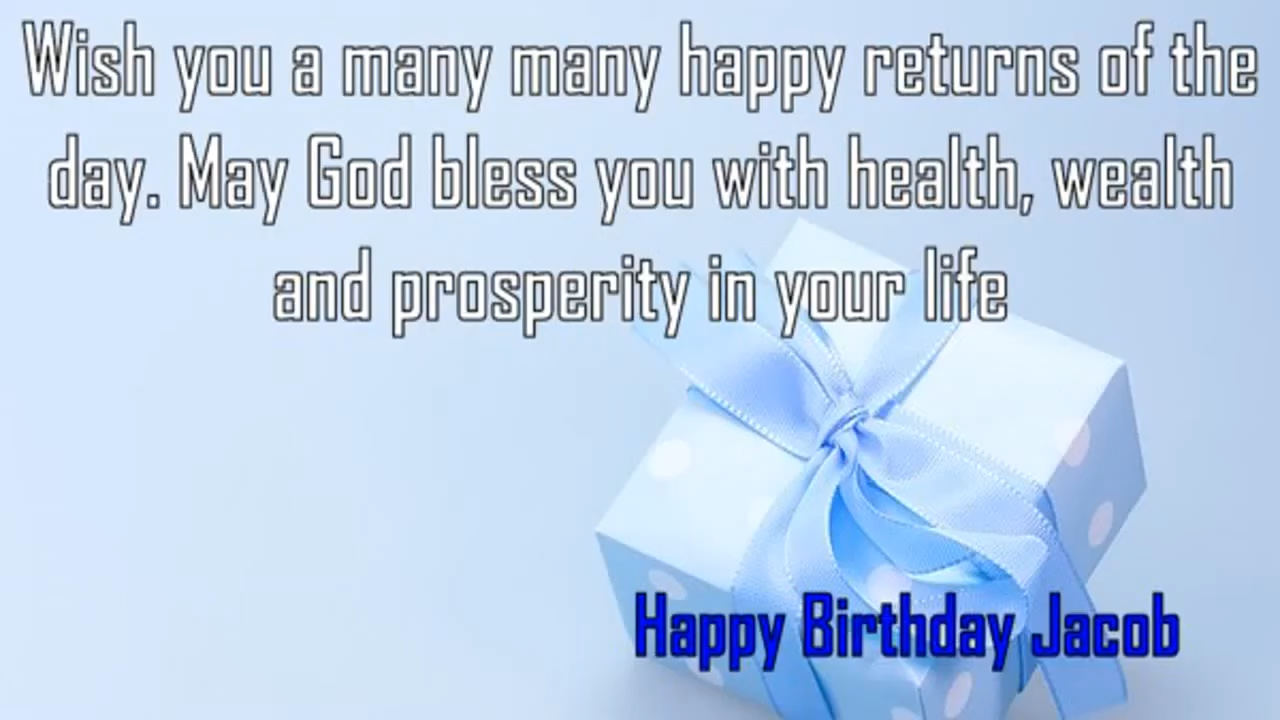 Wish you a many many happy returns of the
day. May God bless you with health, wealth
and prosperity in your life
Happy Birthday Jacob